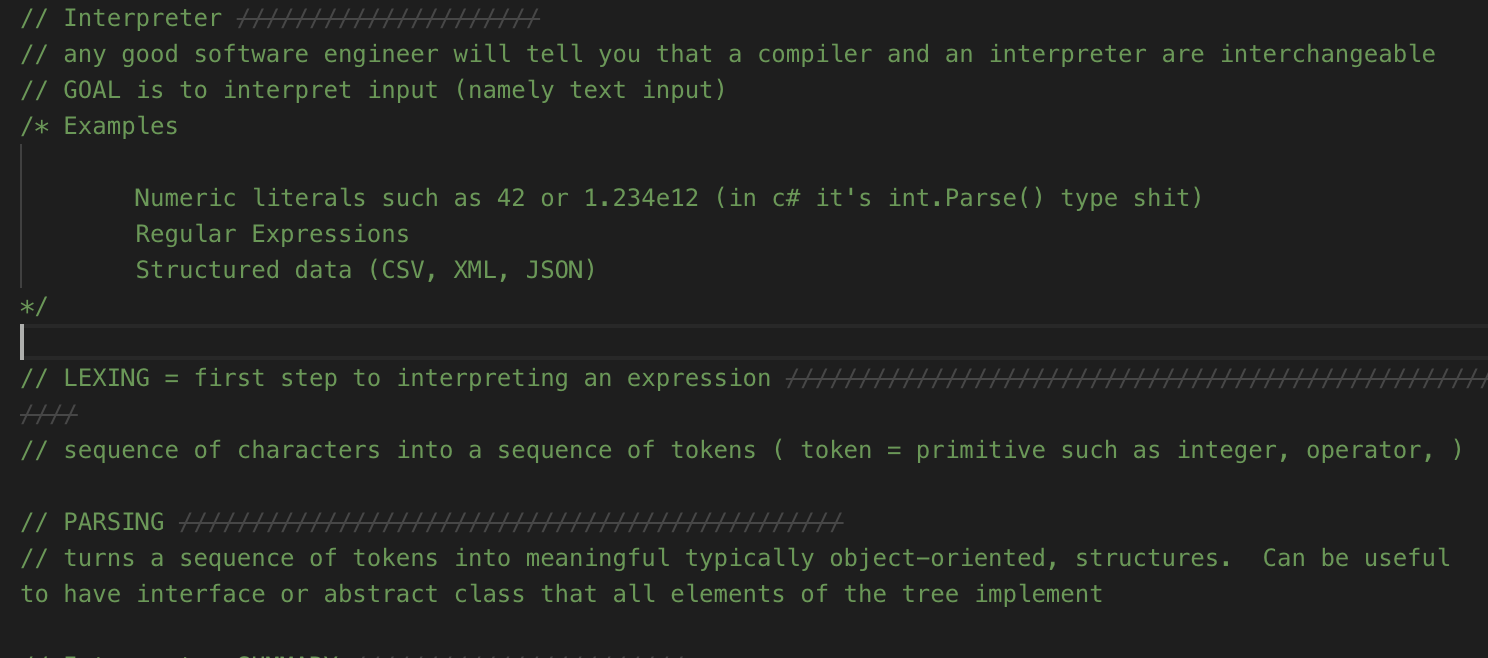 // Interpreter /////////////////////
// any good software engineer will tell you that a compiler and an interpreter are interchangeable
// GOAL is to interpret input (namely text input)
/* Examples
Numeric literals such as 42 or 1.234e12 (in c# it's int.Parse() type shit)
Regular Expressions
Structured data (CSV, XML, JSON)
*/
// LEXING = first step to interpreting an expression /////////////////////////////////////////////////
////
// sequence of characters into a sequence of tokens ( token = primitive such as integer, operator, )
// PARSING //////////////////////////////////////////////
// turns a sequence of tokens into meaningful typically object-oriented, structures.  Can be useful
to have interface or abstract class that all elements of the tree implement